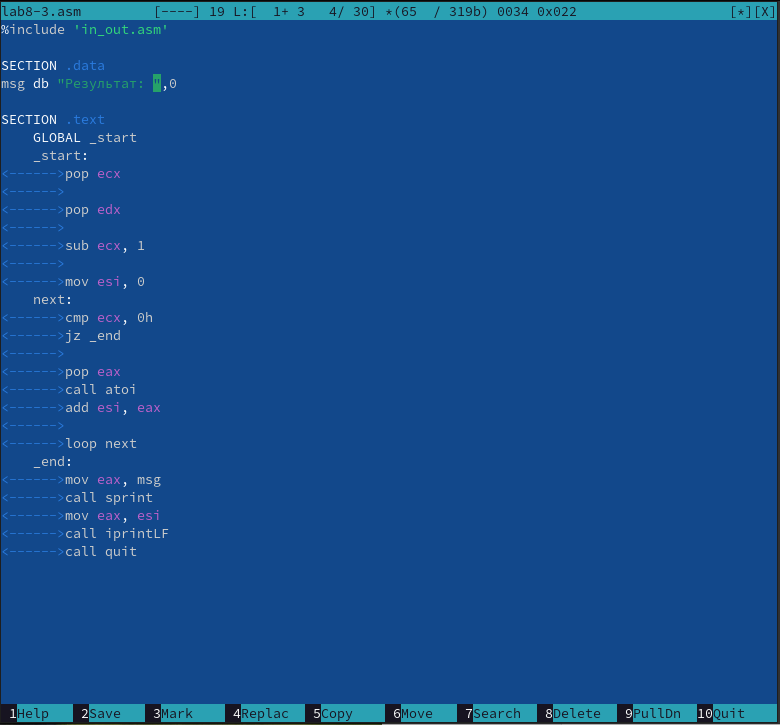 lab8-3.asm [----] 19 L:[ 1+ 3 4/ 30] *(65 / 319b) 0034 0x022 [*][X]
%include 'in_out.asm'
SECTION .data
msg db "Результат: ",0
SECTION .text
GLOBAL _start
_start:
<------>pop ecx
<------>
<------>pop edx
<------>
<------>sub ecx, 1
<------>
<------>mov esi, 0
next:
<------>cmp ecx, 0h
<------>jz _end
<------>
<------>pop eax
<------>call atoi
<------>add esi, eax
<------>
<------>loop next
_end:
<------>mov eax, msg
<------>call sprint
<------>mov eax, esi
<------>call iprintLF
<------>call quit
1Help 2Save 3Mark 4Replac 5Copy 6Move 7Search 8Delete 9PullDn 10Quit